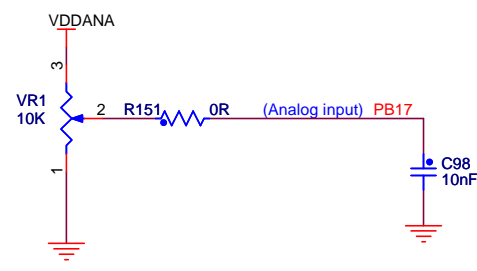 VDDANA
3
VR1
10K
2
R151
0R
(Analog input)
PB17
1
C98
10nF